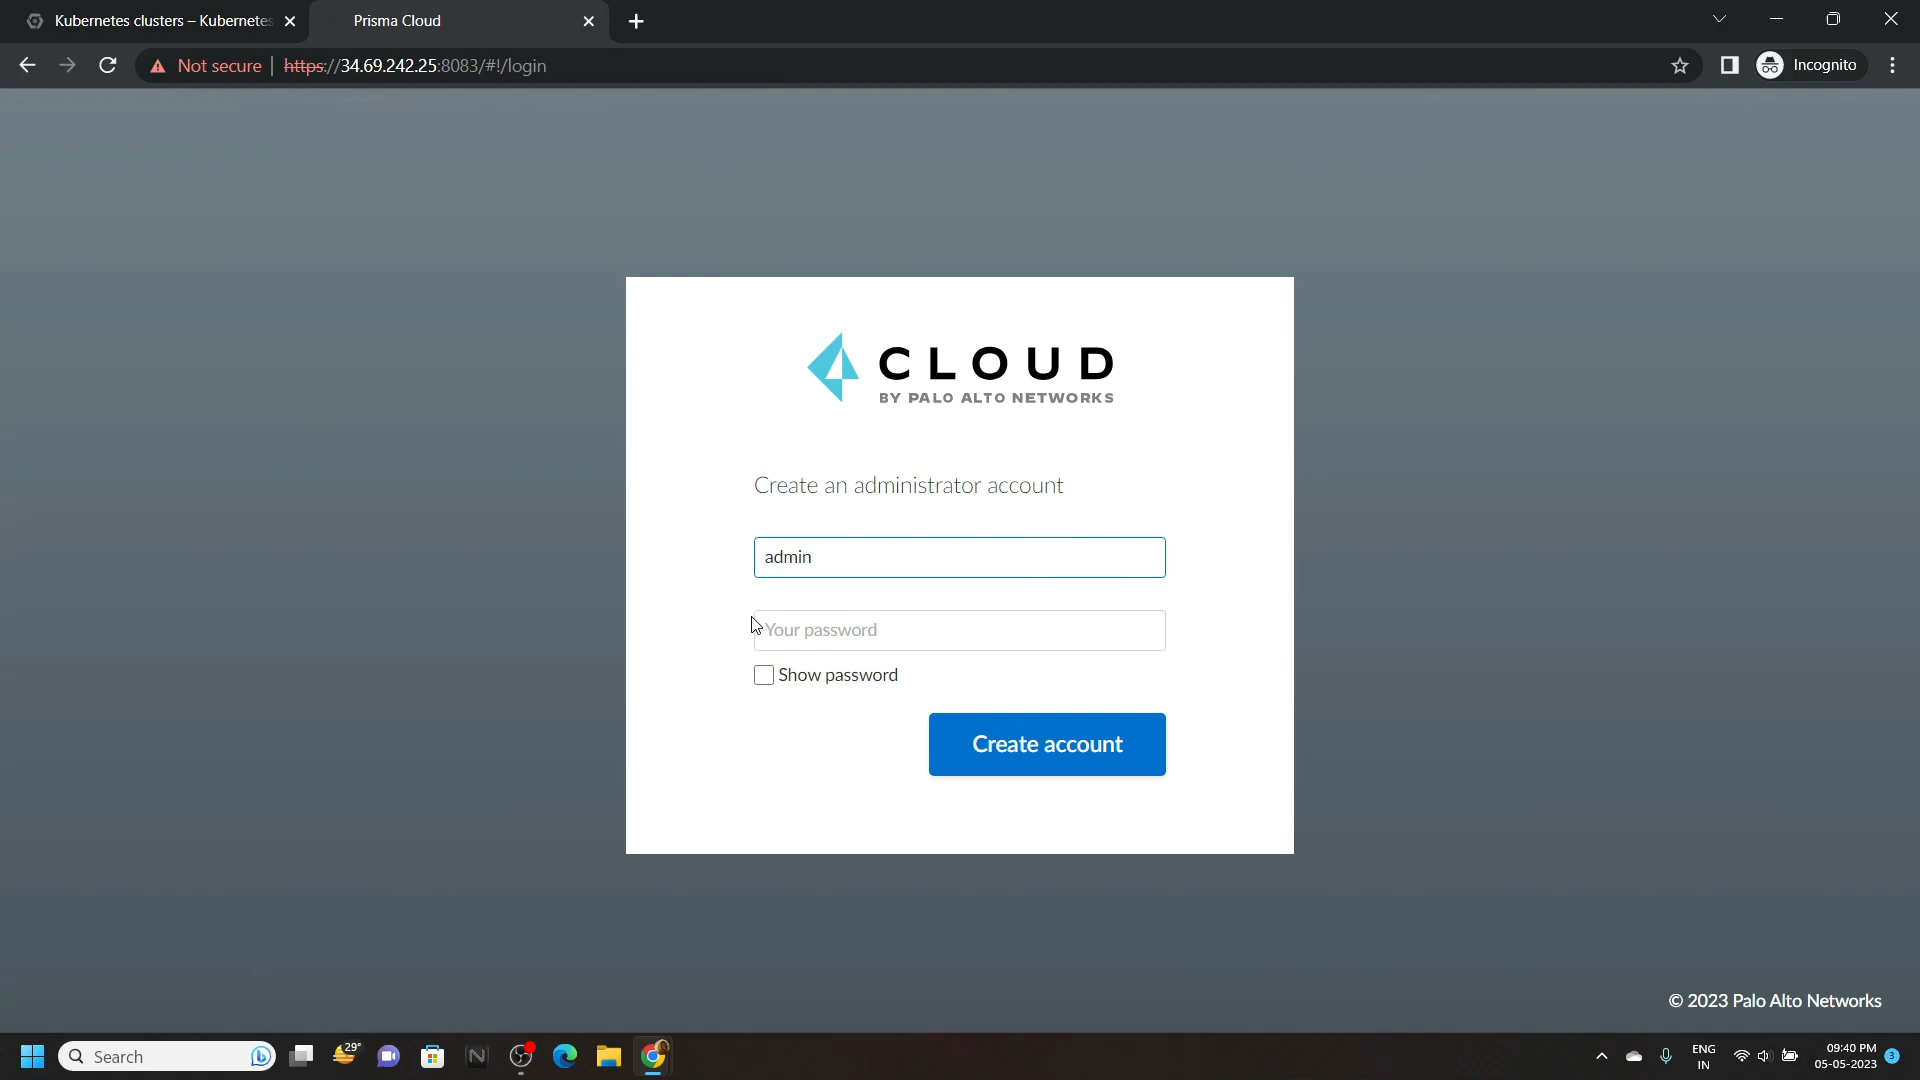 Kubernetes clusters – Kubernetes
Prisma Cloud
Not secure
https://34.69.242.25:8083/#!/login
Incognito
CLOUD
BY PALO ALTO NETWORKS
Create an administrator account
admin
Your password
Show password
Create account
© 2023 Palo Alto Networks
29°
Search
ENG
IN
09:40 PM
05-05-2023
3